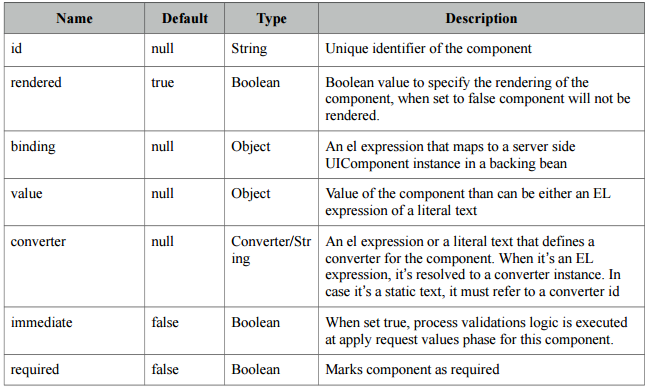 Name Default Type Description
id null String Unique identifier of the component
rendered true Boolean Boolean value to specify the rendering of the
component, when set to false component will not be
rendered.
binding null Object An el expression that maps to a server side
UIComponent instance in a backing bean
value null Object Value of the component than can be either an EL
expression of a literal text
converter null Converter/Str An el expression or a literal text that defines a
ing converter for the component. When it’s an EL
expression, it’s resolved to a converter instance. In
case it’s a static text, it must refer to a converter id
immediate false Boolean When set true, process validations logic is executed
at apply request values phase for this component.
required false Boolean Marks component as required